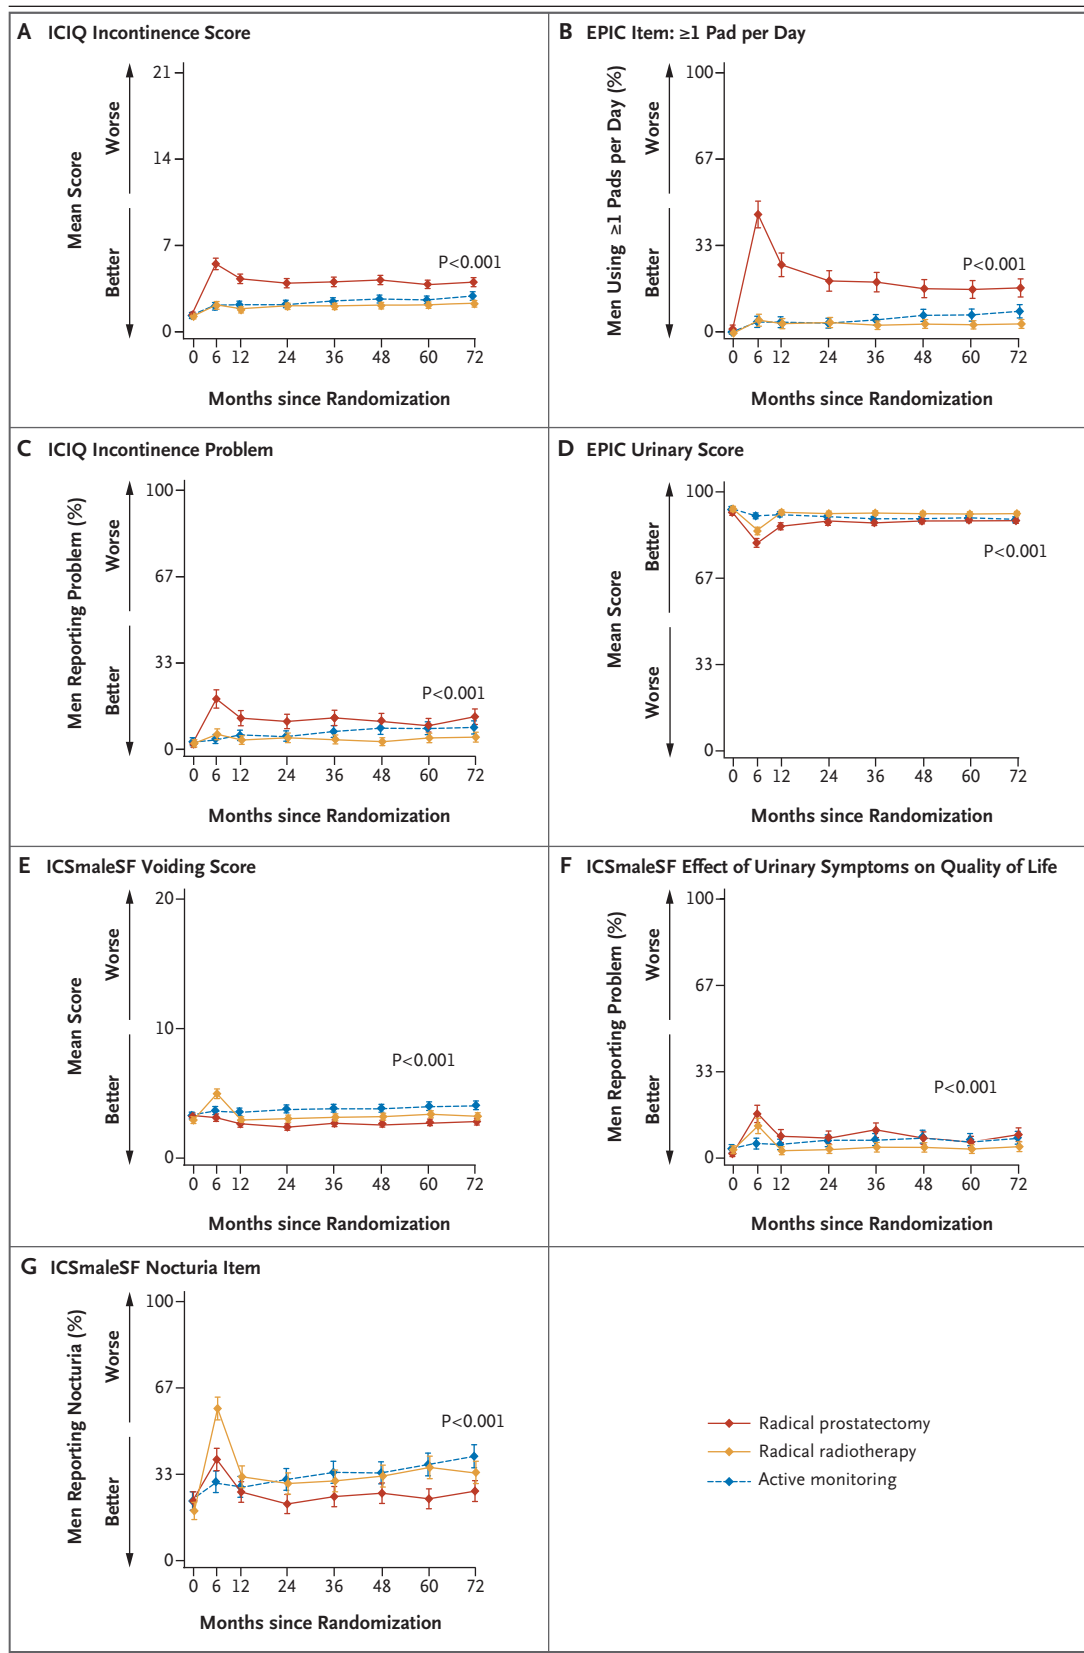 A ICIQ Incontinence Score
Mean Score
Worse
Better
21
14
7
0
P<0.001
0 6 12 24 36 48 60 72
Months since Randomization
B EPIC Item: ≥1 Pad per Day
Men Using ≥1 Pads per Day (%)
Worse
Better
100
67
33
0
P<0.001
0 6 12 24 36 48 60 72
Months since Randomization
C ICIQ Incontinence Problem
Men Reporting Problem (%)
Worse
Better
100
67
33
0
P<0.001
0 6 12 24 36 48 60 72
Months since Randomization
D EPIC Urinary Score
Mean Score
Better
Worse
100
67
33
0
P<0.001
0 6 12 24 36 48 60 72
Months since Randomization
E ICSmaleSF Voiding Score
Mean Score
Worse
Better
20
10
0
P<0.001
0 6 12 24 36 48 60 72
Months since Randomization
F ICSmaleSF Effect of Urinary Symptoms on Quality of Life
Men Reporting Problem (%)
Worse
Better
100
67
33
0
P<0.001
0 6 12 24 36 48 60 72
Months since Randomization
G ICSmaleSF Nocturia Item
Men Reporting Nocturia (%)
Worse
Better
100
67
33
0
P<0.001
0 6 12 24 36 48 60 72
Months since Randomization
Radical prostatectomy
Radical radiotherapy
Active monitoring